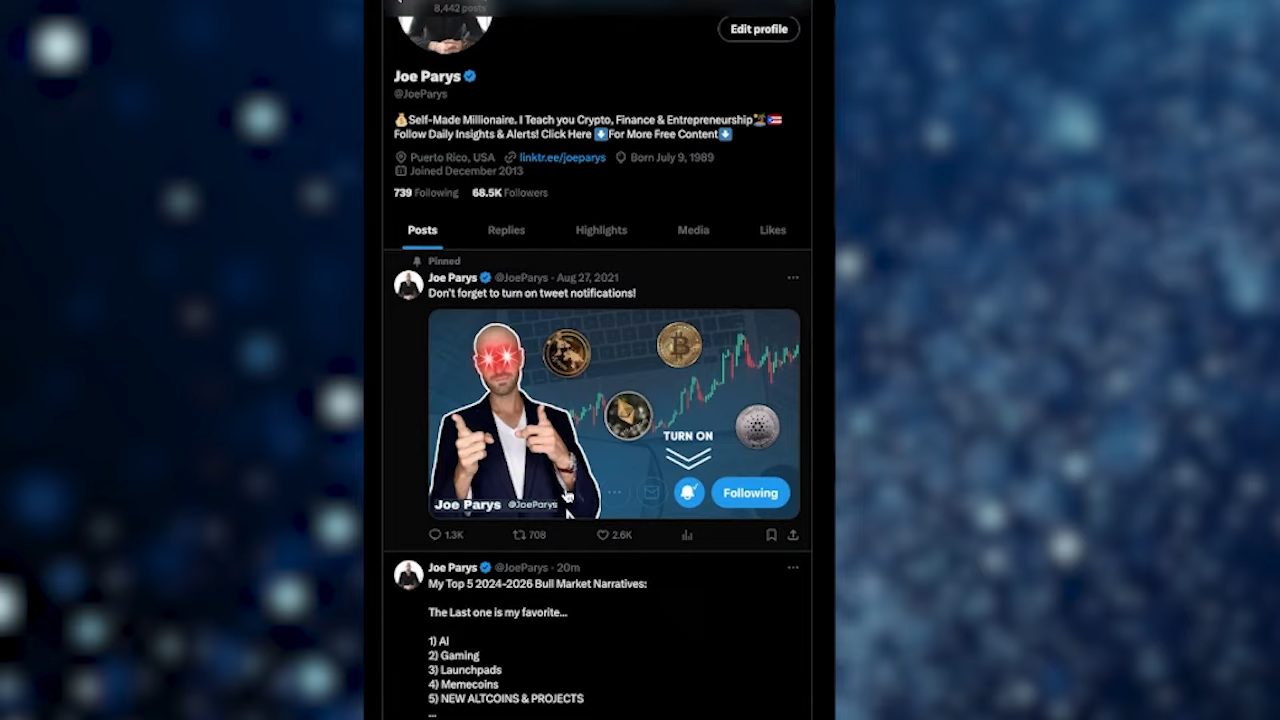 8,442 posts
Edit profile
Joe Parys
@JoeParys
💰Self-Made Millionaire. I Teach you Crypto, Finance & Entrepreneurship🏝️🇵🇷
Follow Daily Insights & Alerts! Click Here ⬇️For More Free Content⬇️
Puerto Rico, USA linktr.ee/joeparys Born July 9, 1989
Joined December 2013
739 Following 68.5K Followers
Posts Replies Highlights Media Likes
Pinned
Joe Parys @JoeParys · Aug 27, 2021
Don't forget to turn on tweet notifications!
TURN ON
Following
Joe Parys @JoeParys
1.3K 708 2.6K
Joe Parys @JoeParys · 20m
My Top 5 2024-2026 Bull Market Narratives:
The Last one is my favorite...
1) AI
2) Gaming
3) Launchpads
4) Memecoins
5) NEW ALTCOINS & PROJECTS
...